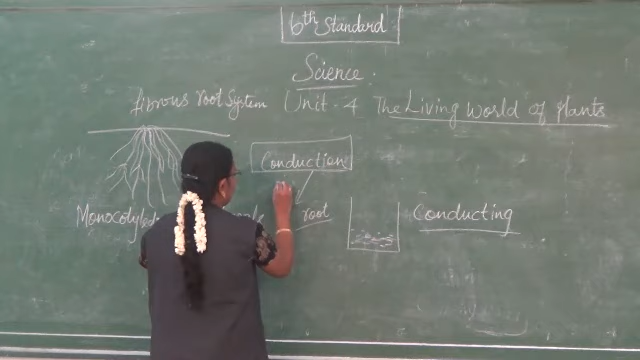 6th Standard
Science.
fibrous root System Unit - 4 The Living World of plants
Conduction
Monocotyled root Conducting